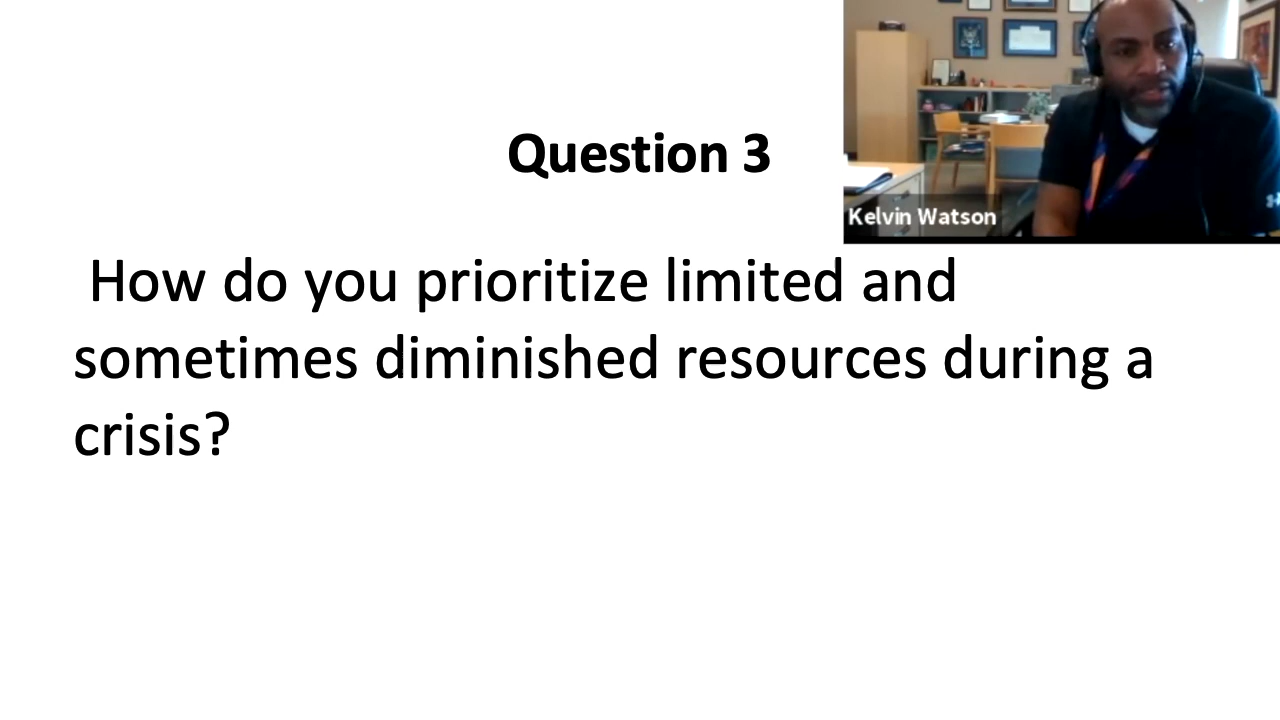 Question 3
Kelvin Watson
How do you prioritize limited and
sometimes diminished resources during a
crisis?